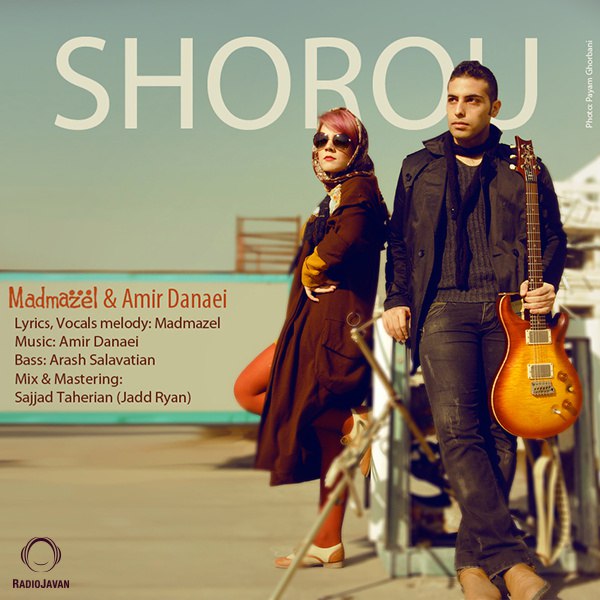 SHOROU
Photo: Payam Ghorbani
Madmazel & Amir Danaei
Lyrics, Vocals melody: Madmazel
Music: Amir Danaei
Bass: Arash Salavatian
Mix & Mastering:
Sajjad Taherian (Jadd Ryan)
RADIOJAVAN